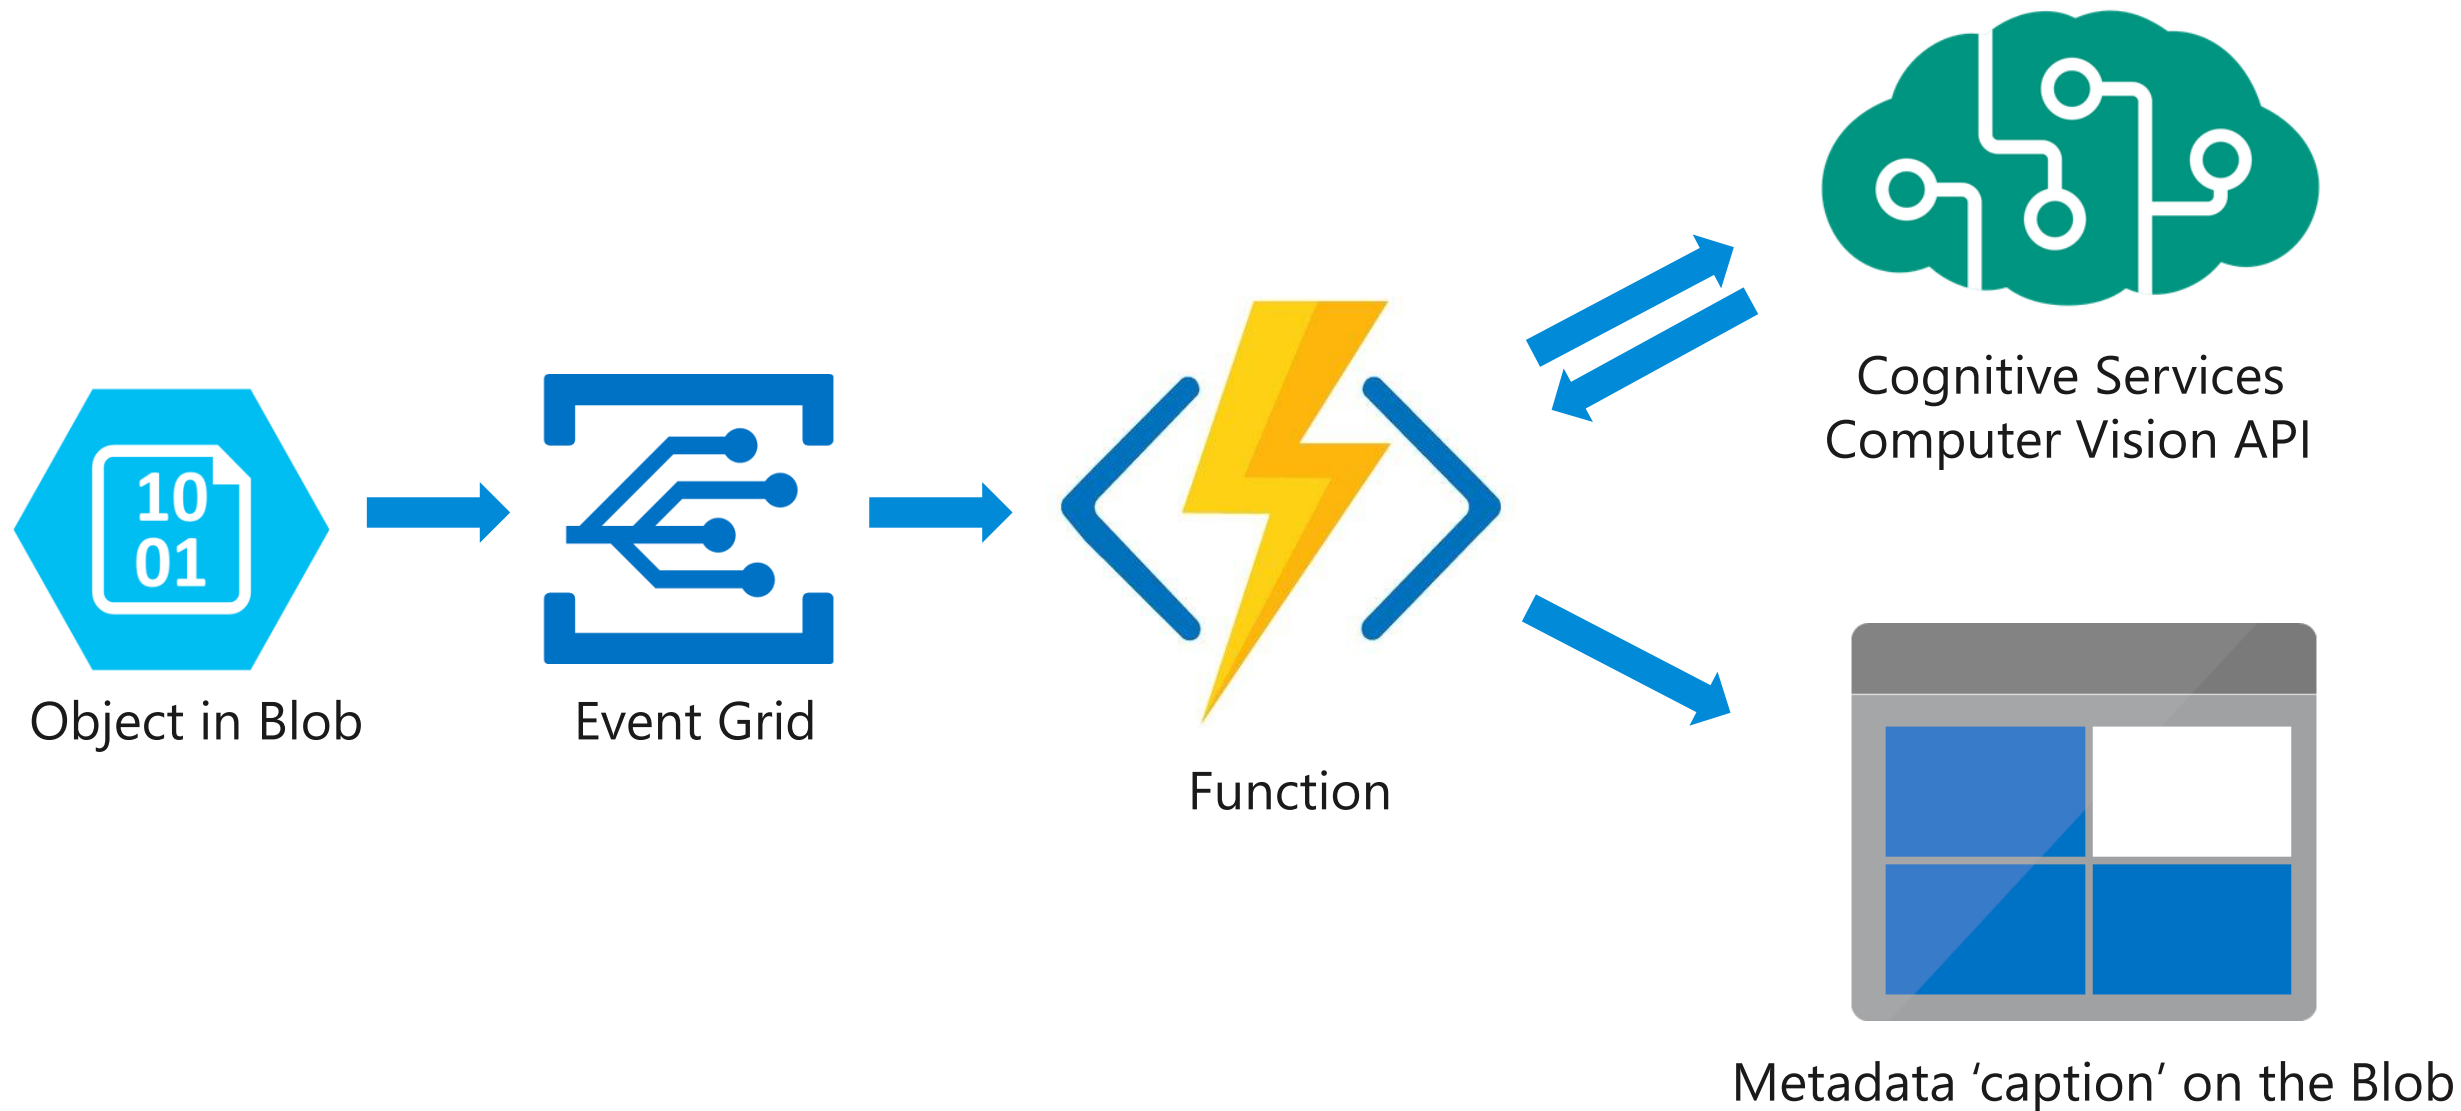 10
01
Object in Blob
Event Grid
Function
Cognitive Services
Computer Vision API
Metadata ‘caption’ on the Blob